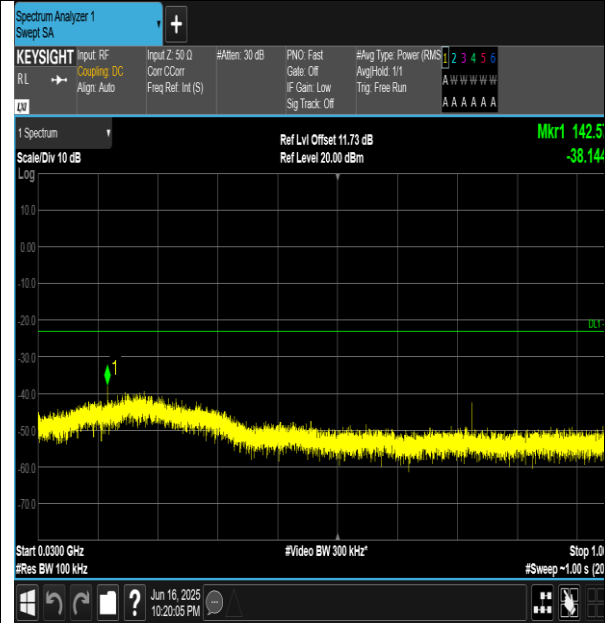 Spectrum Analyzer 1
Swept SA
+
KEYSIGHT
RL
LXI
Input: RF
Coupling: DC
Align: Auto
Input Z: 50 Ω
Corr CCorr
Freq Ref: Int (S)
#Atten: 30 dB
PNO: Fast
Gate: Off
IF Gain: Low
Sig Track: Off
#Avg Type: Power (RMS
Avg|Hold: 1/1
Trig: Free Run
1 2 3 4 5 6
A W W W W W
A A A A A A
1 Spectrum
Scale/Div 10 dB
Log
Ref Lvl Offset 11.73 dB
Ref Level 20.00 dBm
Mkr1 142.5
-38.144
10.0
0.00
-10.0
-20.0
DL1 -
-30.0
1
-40.0
-50.0
-60.0
-70.0
Start 0.0300 GHz
#Res BW 100 kHz
#Video BW 300 kHz*
Stop 1.0
#Sweep ~1.00 s (20
?
Jun 16, 2025
10:20:05 PM